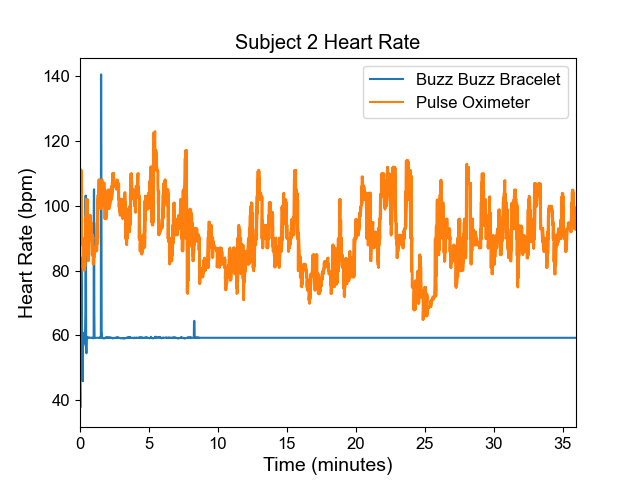 Subject 2 Heart Rate
Buzz Buzz Bracelet
Pulse Oximeter
Heart Rate (bpm)
140
120
100
80
60
40
0 5 10 15 20 25 30 35
Time (minutes)